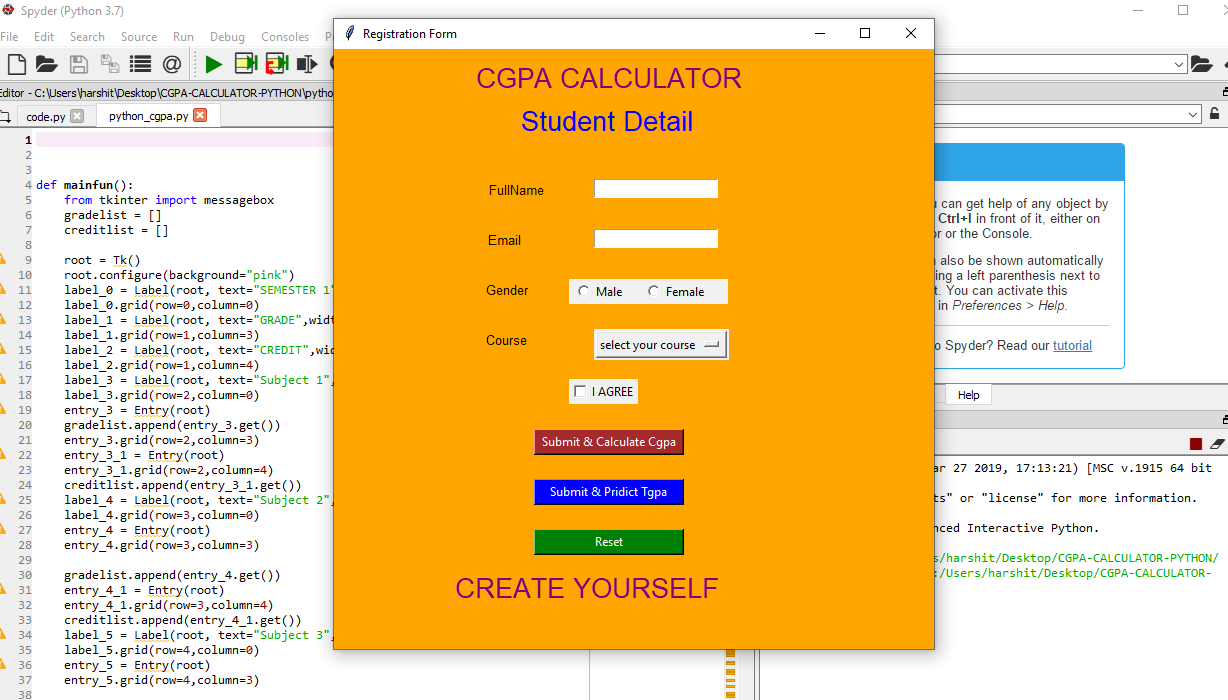 Spyder (Python 3.7)
File Edit Search Source Run Debug Consoles
Editor - C:\Users\harshit\Desktop\CGPA-CALCULATOR-PYTHON\pytho
code.py python_cgpa.py
1
2
3
4 def mainfun():
5 from tkinter import messagebox
6 gradelist = []
7 creditlist = []
8
9 root = Tk()
10 root.configure(background="pink")
11 label_0 = Label(root, text="SEMESTER 1"
12 label_0.grid(row=0,column=0)
13 label_1 = Label(root, text="GRADE",widt
14 label_1.grid(row=1,column=3)
15 label_2 = Label(root, text="CREDIT",wid
16 label_2.grid(row=1,column=4)
17 label_3 = Label(root, text="Subject 1",
18 label_3.grid(row=2,column=0)
19 entry_3 = Entry(root)
20 gradelist.append(entry_3.get())
21 entry_3.grid(row=2,column=3)
22 entry_3_1 = Entry(root)
23 entry_3_1.grid(row=2,column=4)
24 creditlist.append(entry_3_1.get())
25 label_4 = Label(root, text="Subject 2",
26 label_4.grid(row=3,column=0)
27 entry_4 = Entry(root)
28 entry_4.grid(row=3,column=3)
29
30 gradelist.append(entry_4.get())
31 entry_4_1 = Entry(root)
32 entry_4_1.grid(row=3,column=4)
33 creditlist.append(entry_4_1.get())
34 label_5 = Label(root, text="Subject 3",
35 label_5.grid(row=4,column=0)
36 entry_5 = Entry(root)
37 entry_5.grid(row=4,column=3)
38
Registration Form
CGPA CALCULATOR
Student Detail
FullName
Email
Gender Male Female
Course select your course
I AGREE
Submit & Calculate Cgpa
Submit & Pridict Tgpa
Reset
CREATE YOURSELF
can get help of any object by
Ctrl+I in front of it, either on
or or the Console.
also be shown automatically
ing a left parenthesis next to
t. You can activate this
in Preferences > Help.
o Spyder? Read our tutorial
Help
ar 27 2019, 17:13:21) [MSC v.1915 64 bit
ts" or "license" for more information.
nced Interactive Python.
s/harshit/Desktop/CGPA-CALCULATOR-PYTHON/
:/Users/harshit/Desktop/CGPA-CALCULATOR-